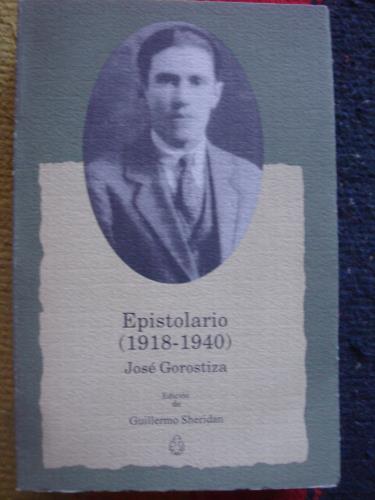 Epistolario
(1918-1940)
José Gorostiza
Edición
de
Guillermo Sheridan